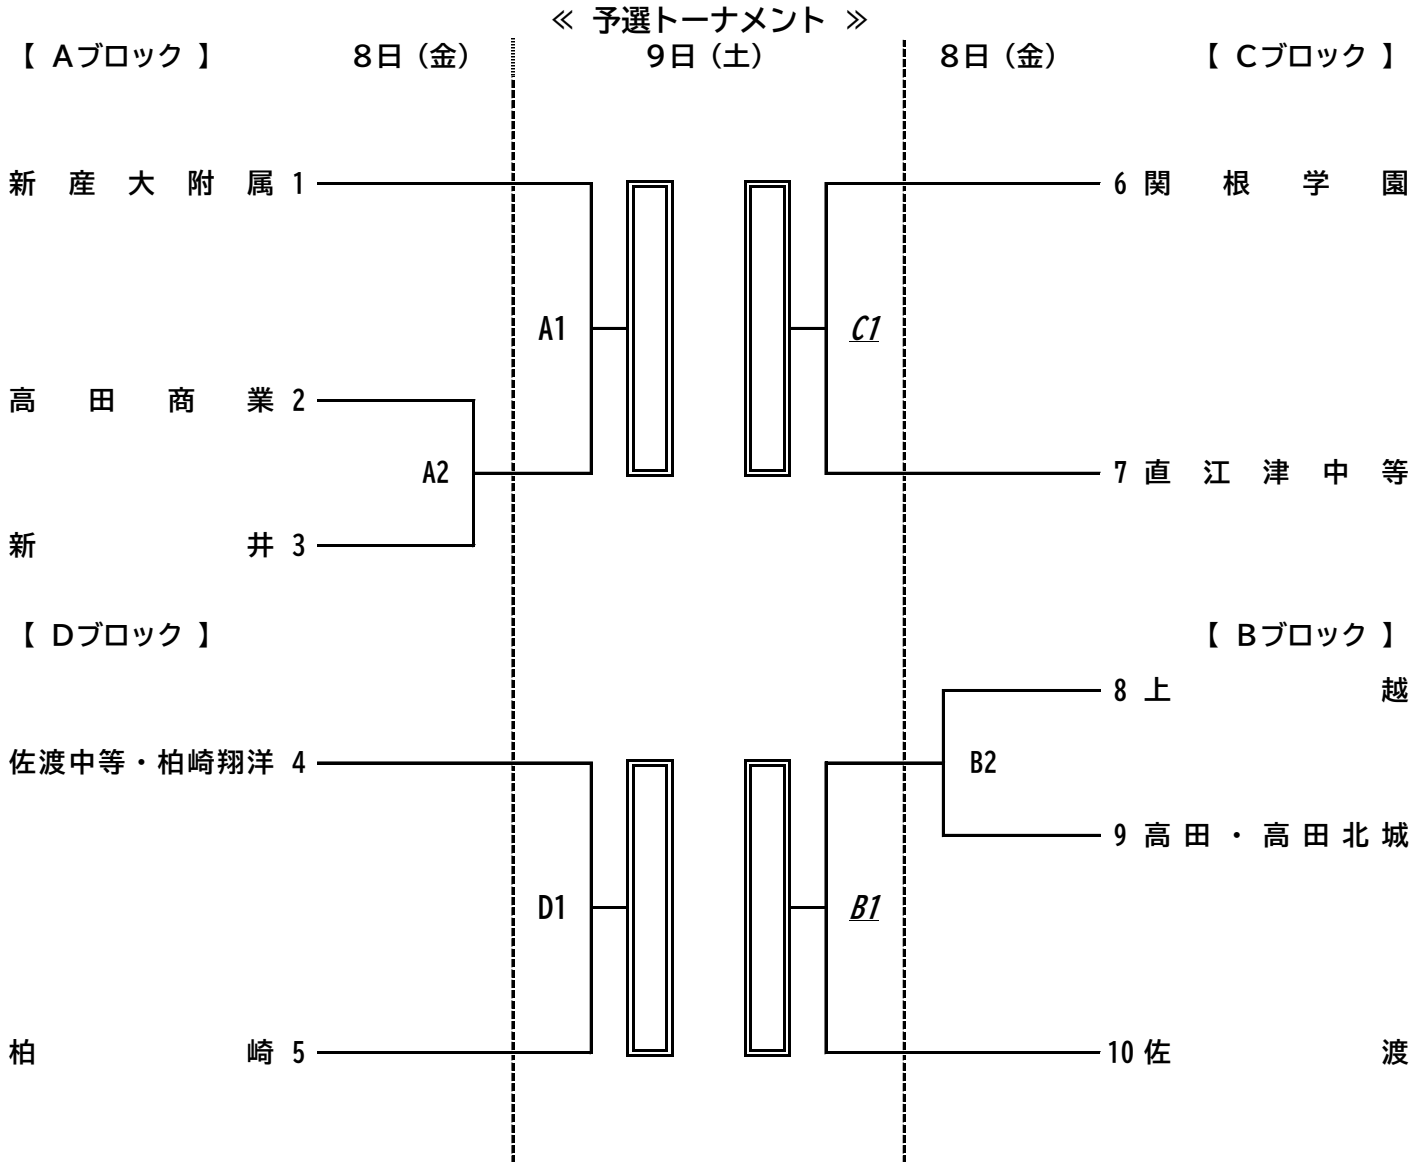 ≪ 予選トーナメント ≫
【 Aブロック 】 8日（金） 9日（土） 8日（金） 【 Cブロック 】
新産大附属 1 6 関根学園
A1 C1
高田商業 2
A2 7 直江津中等
新井 3
【 Dブロック 】 【 Bブロック 】
8 上越
佐渡中等・柏崎翔洋 4 B2
9 高田・高田北城
D1 B1
柏崎 5 10 佐渡